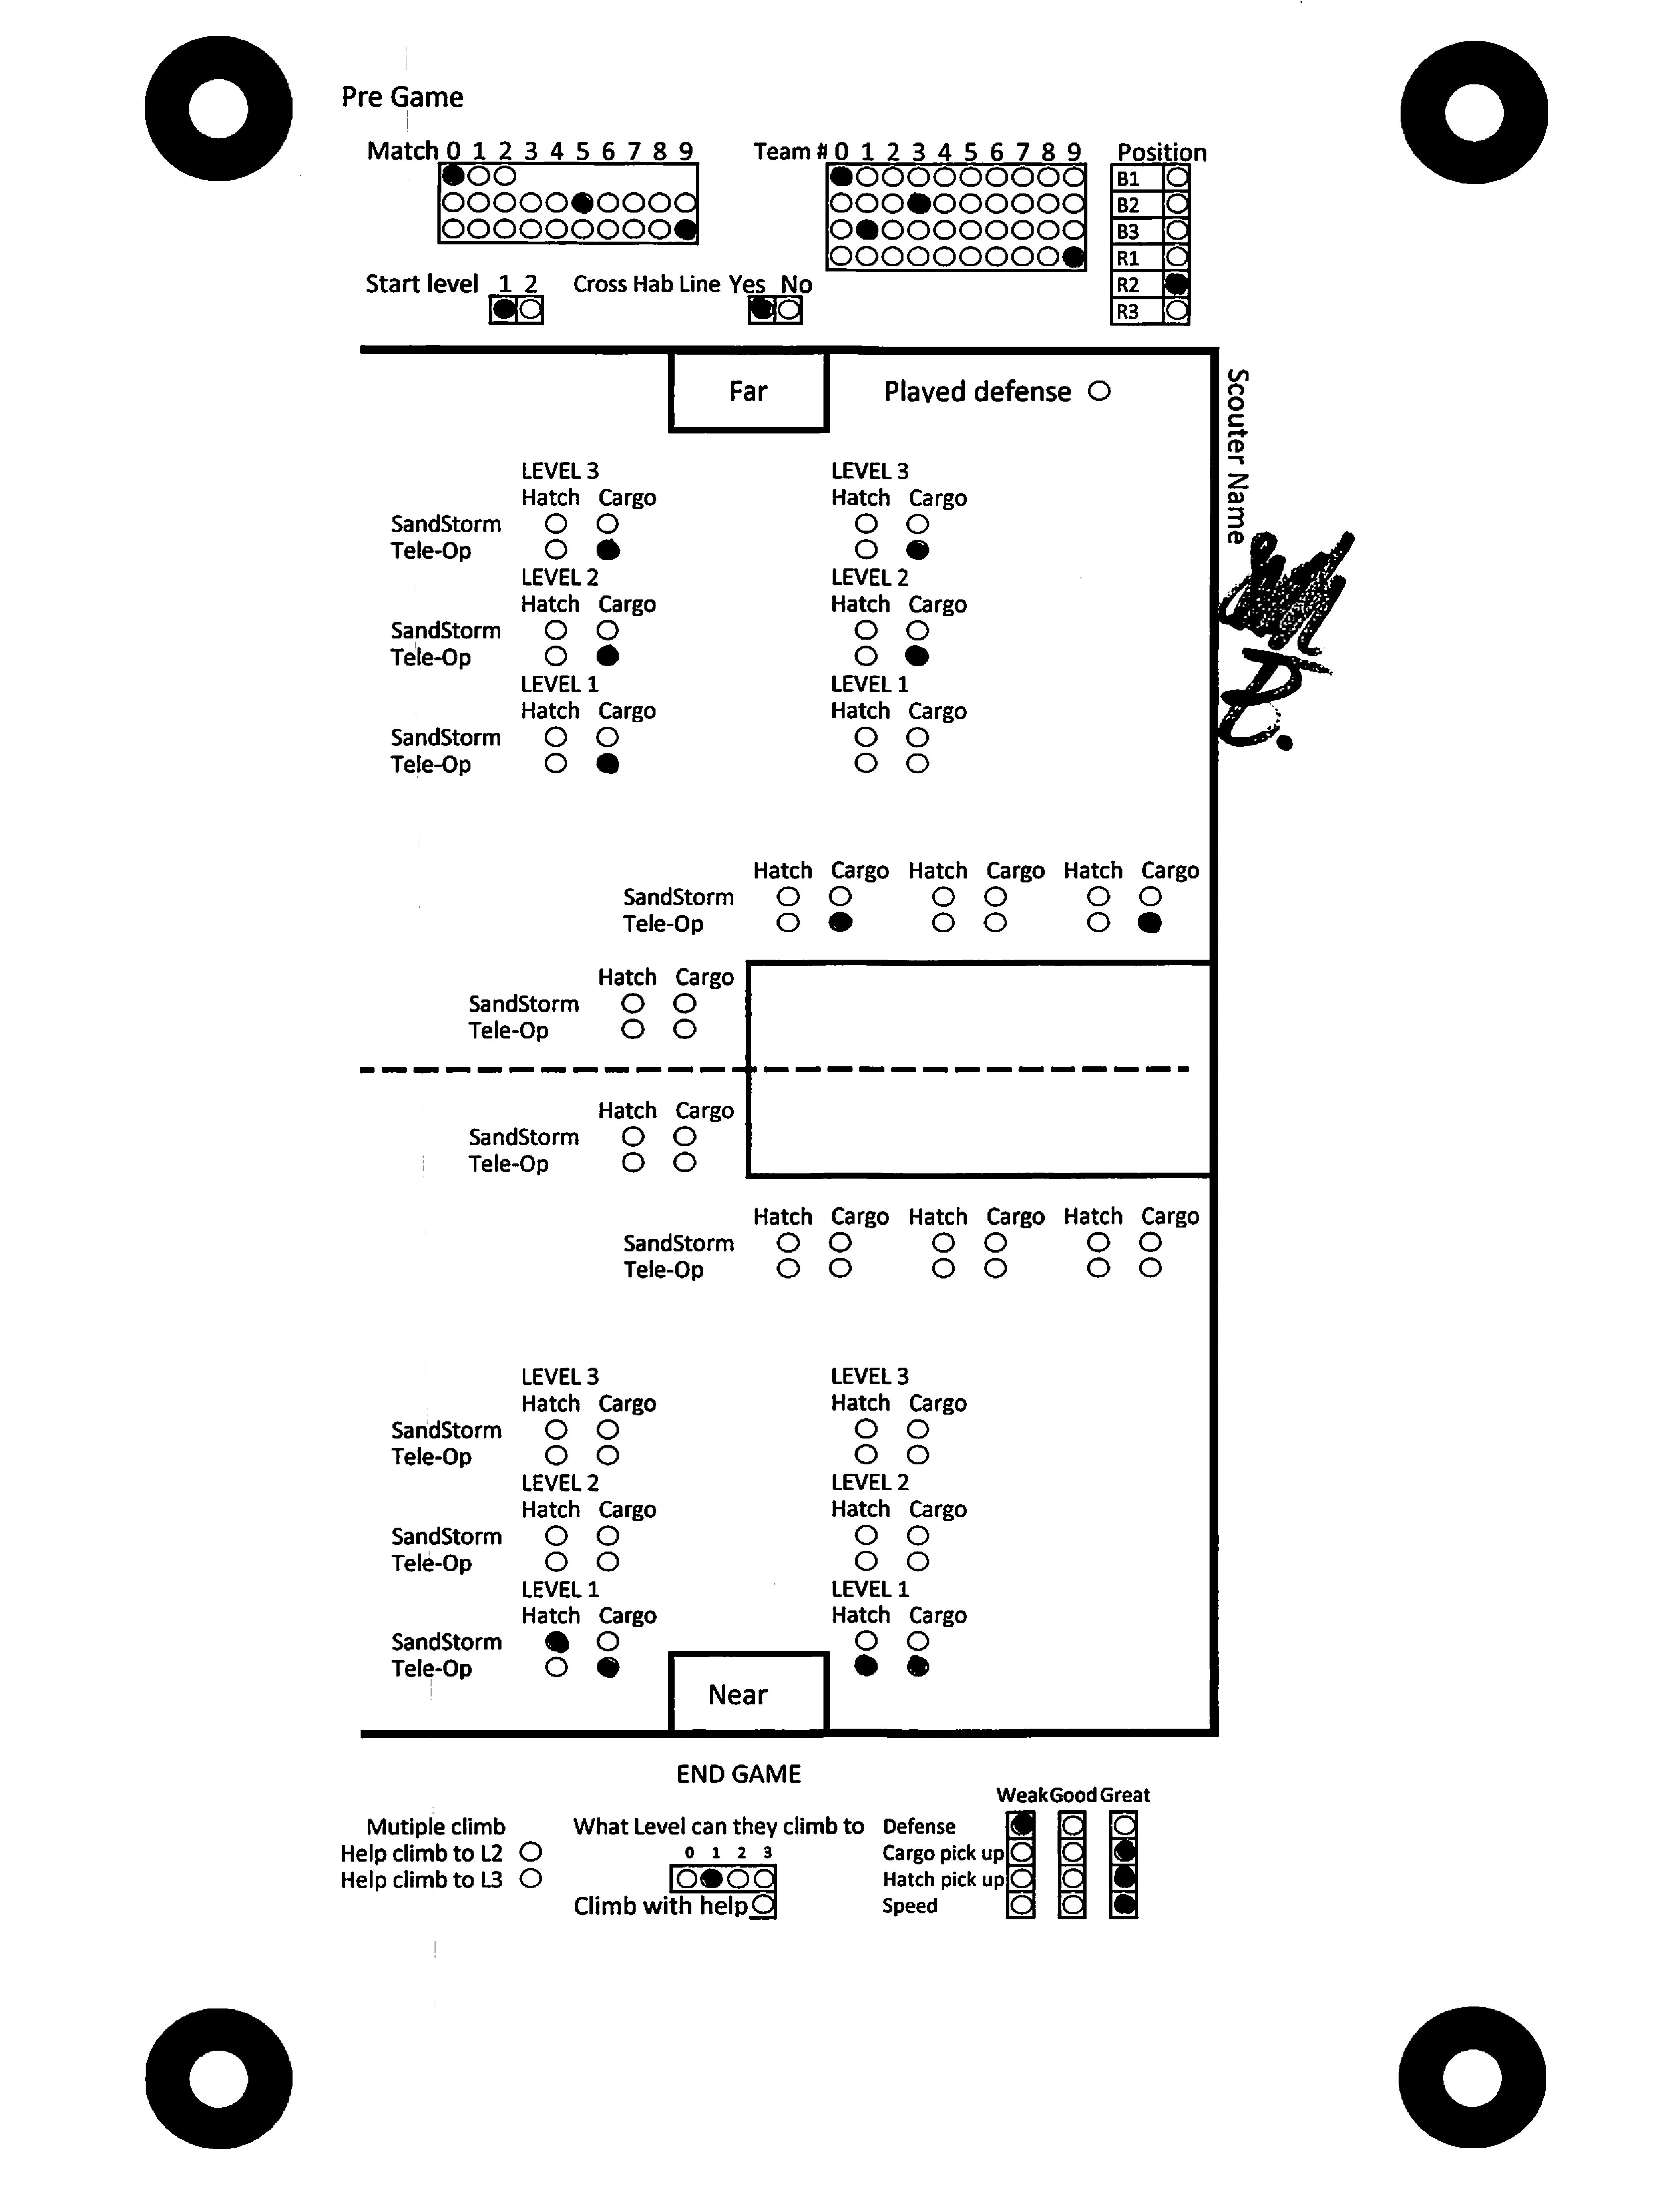 Pre Game
Match 0 1 2 3 4 5 6 7 8 9
Team # 0 1 2 3 4 5 6 7 8 9
Position
B1
B2
B3
R1
R2
R3
Start level 1 2
Cross Hab Line Yes No
Far
Played defense
Scouter Name
LEVEL 3 LEVEL 3
Hatch Cargo Hatch Cargo
SandStorm
Tele-Op
LEVEL 2 LEVEL 2
Hatch Cargo Hatch Cargo
SandStorm
Tele-Op
LEVEL 1 LEVEL 1
Hatch Cargo Hatch Cargo
SandStorm
Tele-Op
Hatch Cargo Hatch Cargo Hatch Cargo
SandStorm
Tele-Op
Hatch Cargo
SandStorm
Tele-Op
Hatch Cargo
SandStorm
Tele-Op
Hatch Cargo Hatch Cargo Hatch Cargo
SandStorm
Tele-Op
LEVEL 3 LEVEL 3
Hatch Cargo Hatch Cargo
SandStorm
Tele-Op
LEVEL 2 LEVEL 2
Hatch Cargo Hatch Cargo
SandStorm
Tele-Op
LEVEL 1 LEVEL 1
Hatch Cargo Hatch Cargo
SandStorm
Tele-Op
Near
END GAME
Mutiple climb
Help climb to L2
Help climb to L3
What Level can they climb to
0 1 2 3
Climb with help
Weak Good Great
Defense
Cargo pick up
Hatch pick up
Speed